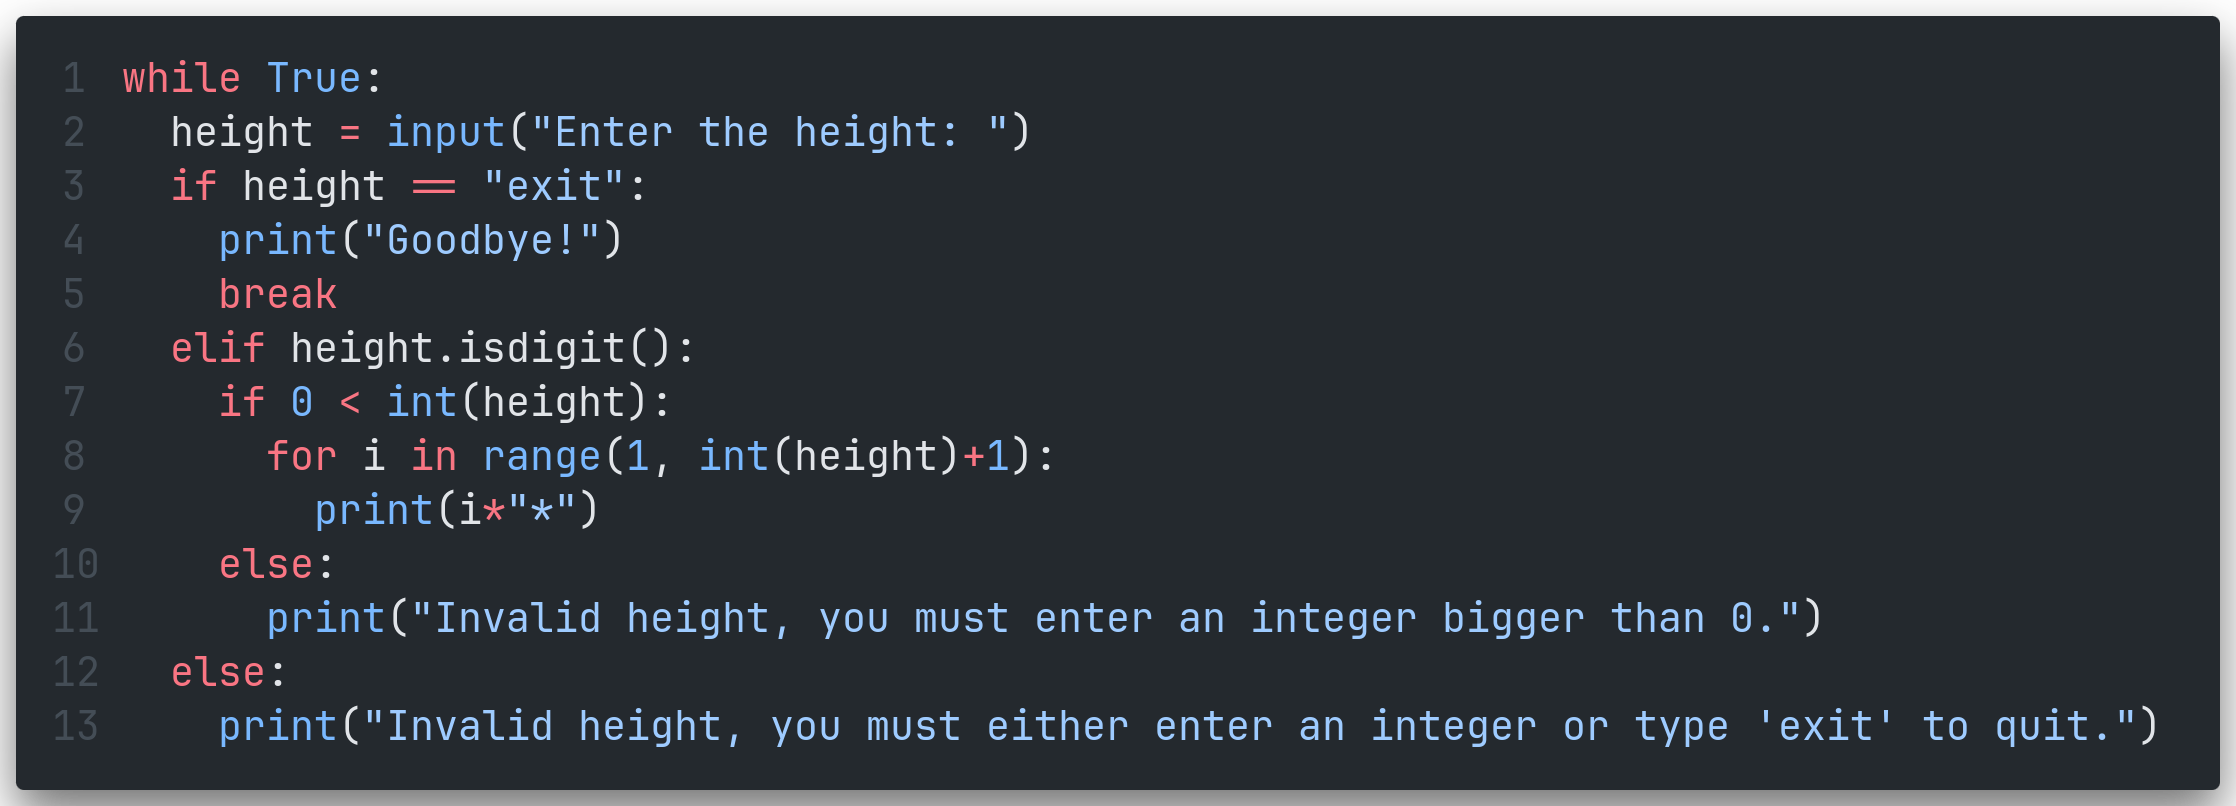 1 while True:
2   height = input("Enter the height: ")
3   if height == "exit":
4     print("Goodbye!")
5     break
6   elif height.isdigit():
7     if 0 < int(height):
8       for i in range(1, int(height)+1):
9         print(i*"*")
10     else:
11       print("Invalid height, you must enter an integer bigger than 0.")
12   else:
13     print("Invalid height, you must either enter an integer or type 'exit' to quit.")